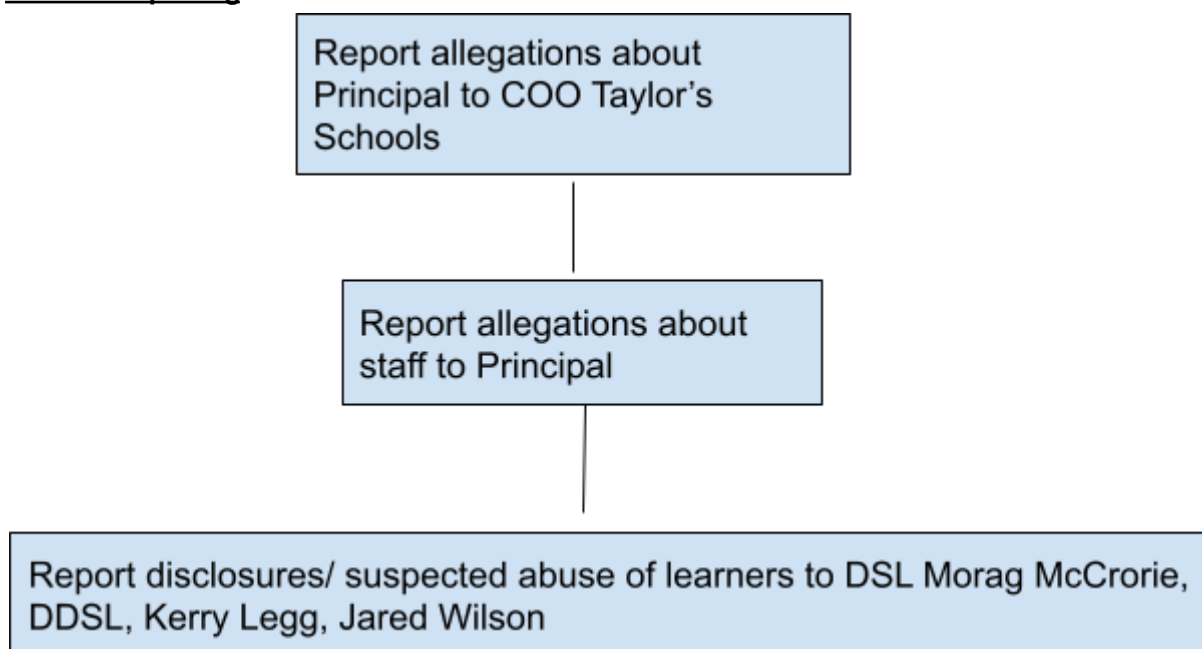 Report allegations about
Principal to COO Taylor’s
Schools
Report allegations about
staff to Principal
Report disclosures/ suspected abuse of learners to DSL Morag McCrorie,
DDSL, Kerry Legg, Jared Wilson